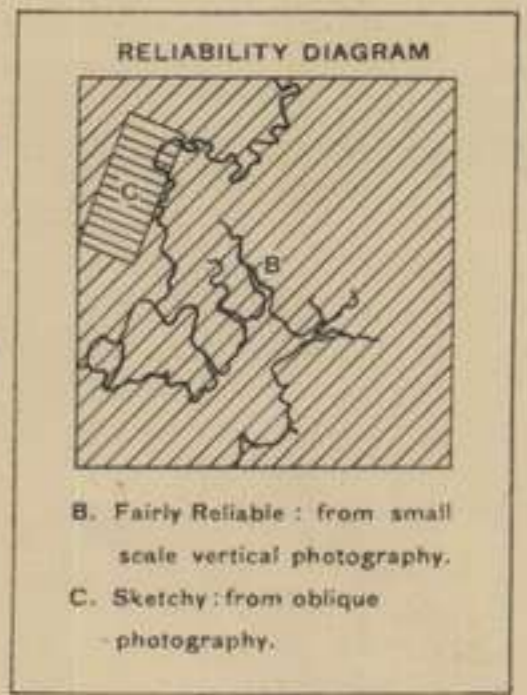 RELIABILITY DIAGRAM
C
B
B. Fairly Reliable : from small
scale vertical photography.
C. Sketchy : from oblique
photography.